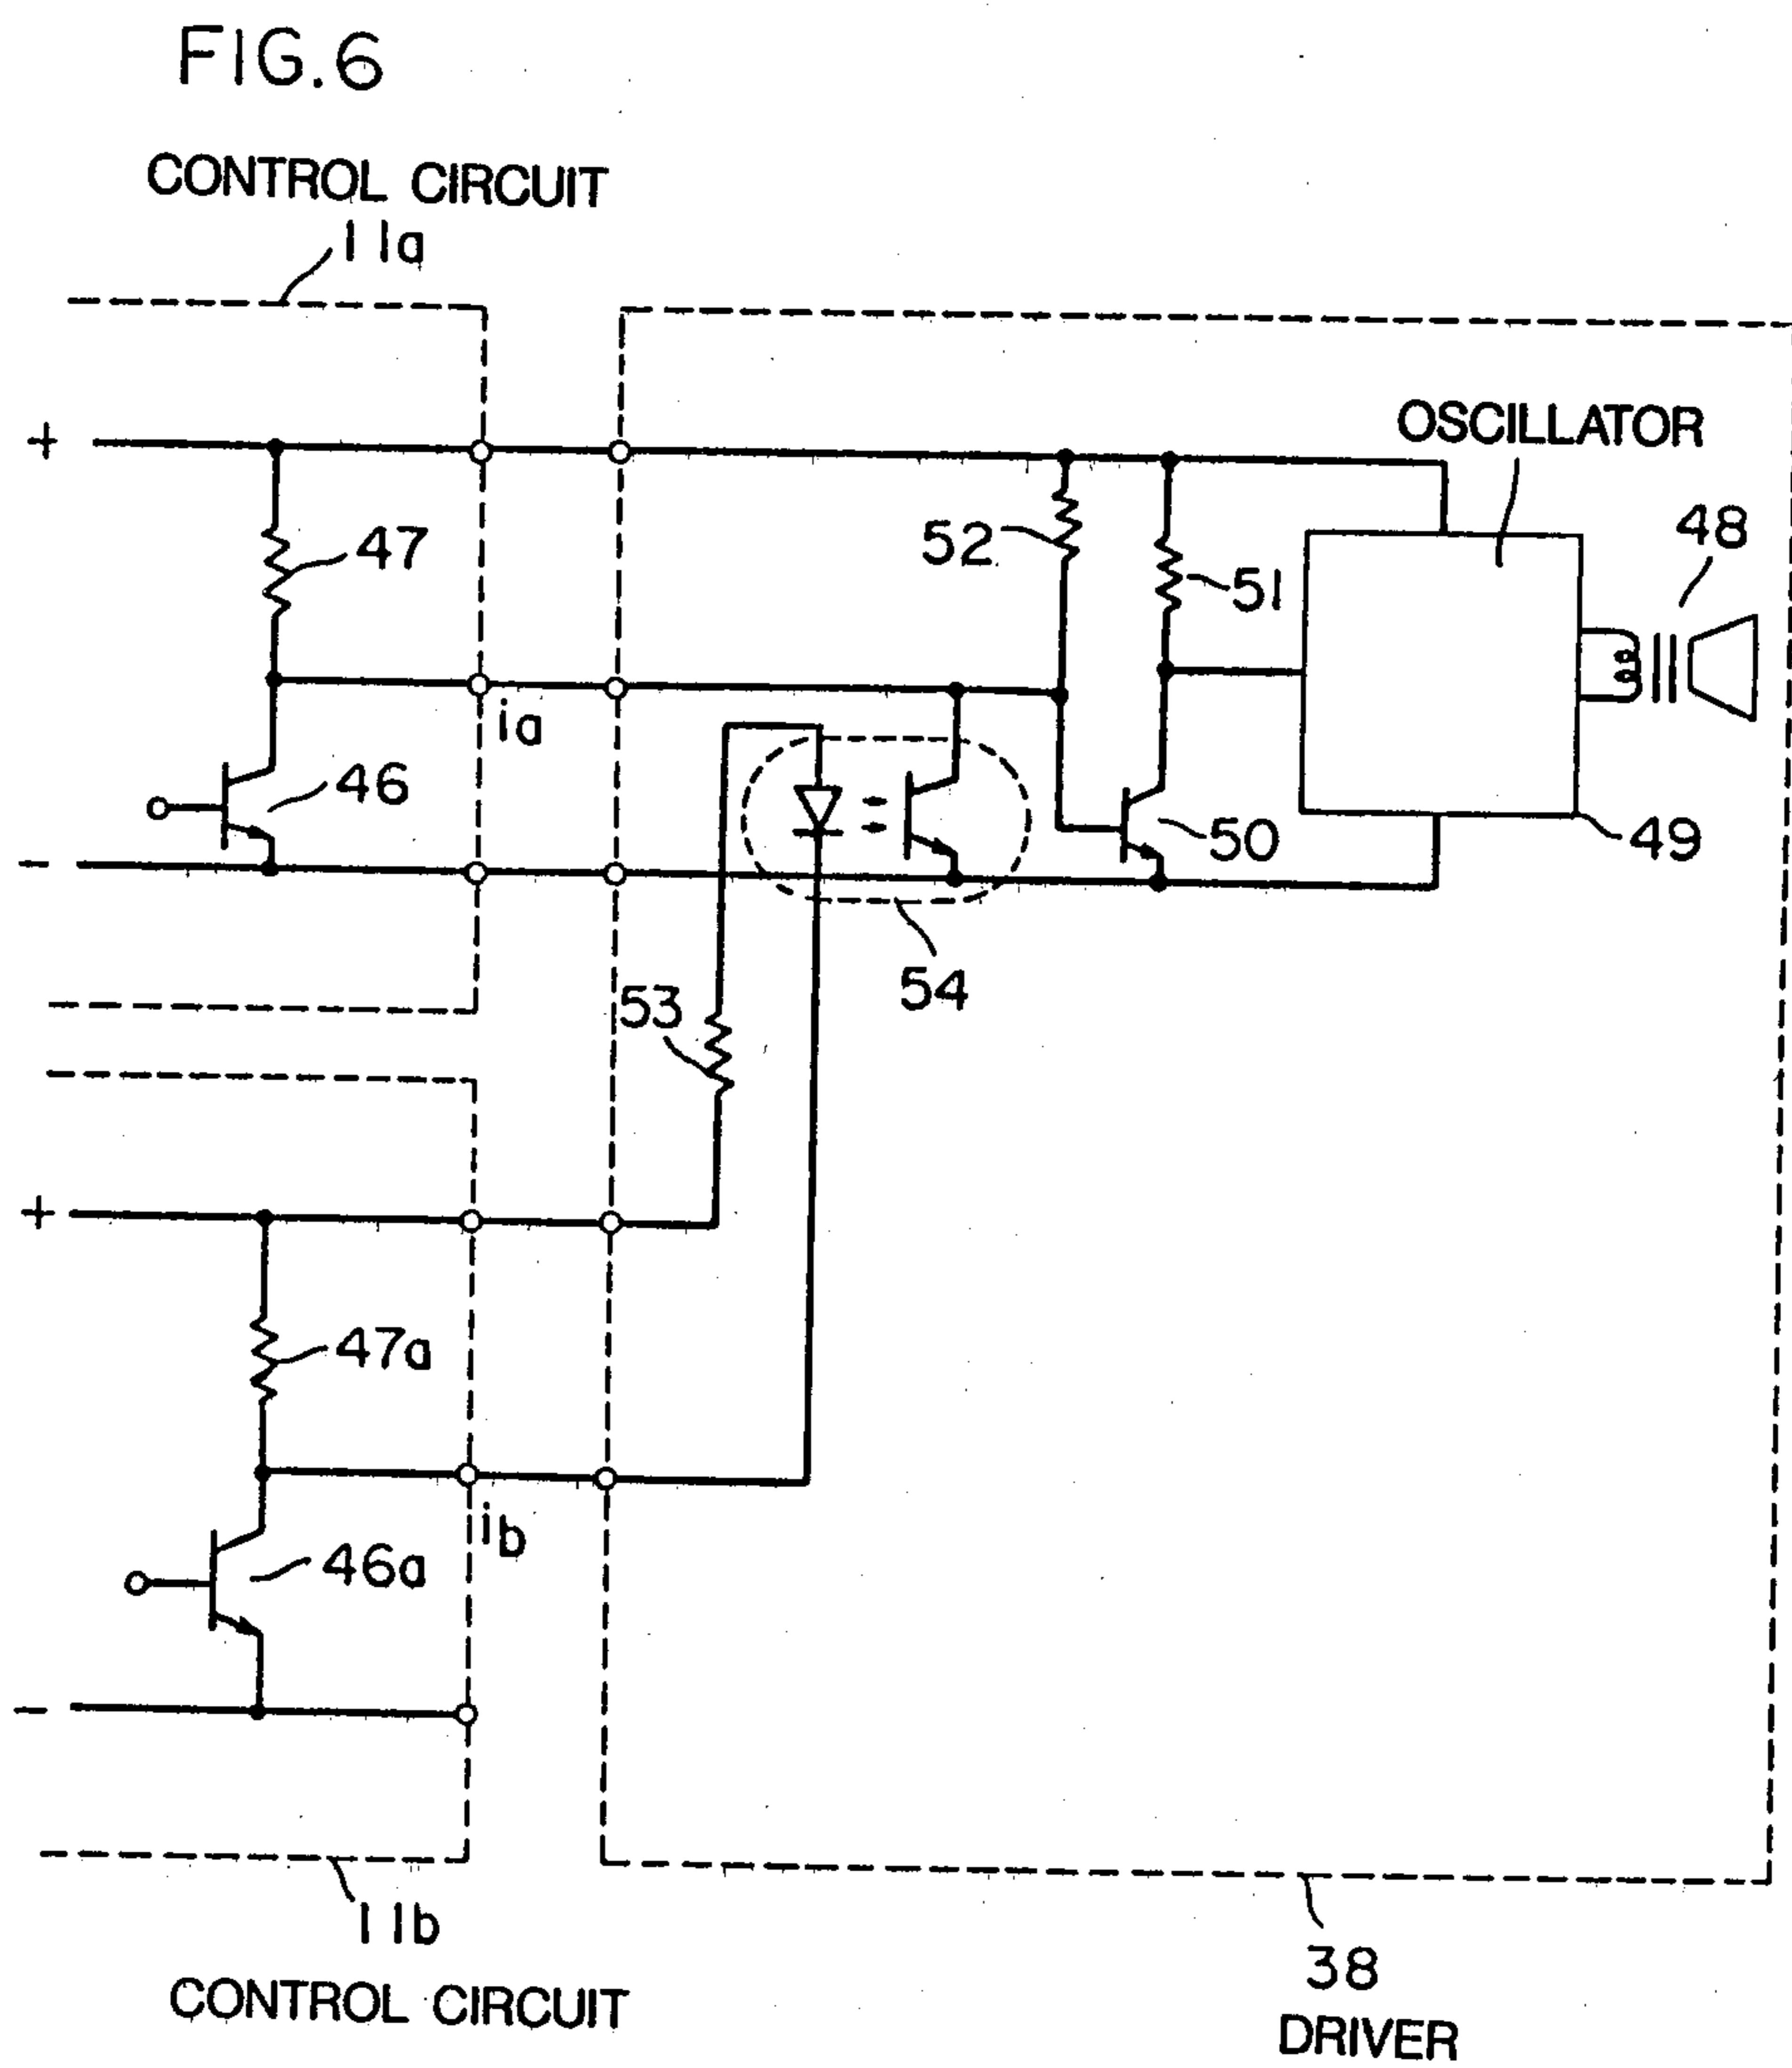 FIG.6
CONTROL CIRCUIT
11a
OSCILLATOR
+
47
52
51
48
ia
46
50
49
-
54
53
+
47a
ib
46a
-
11b
CONTROL CIRCUIT
38
DRIVER